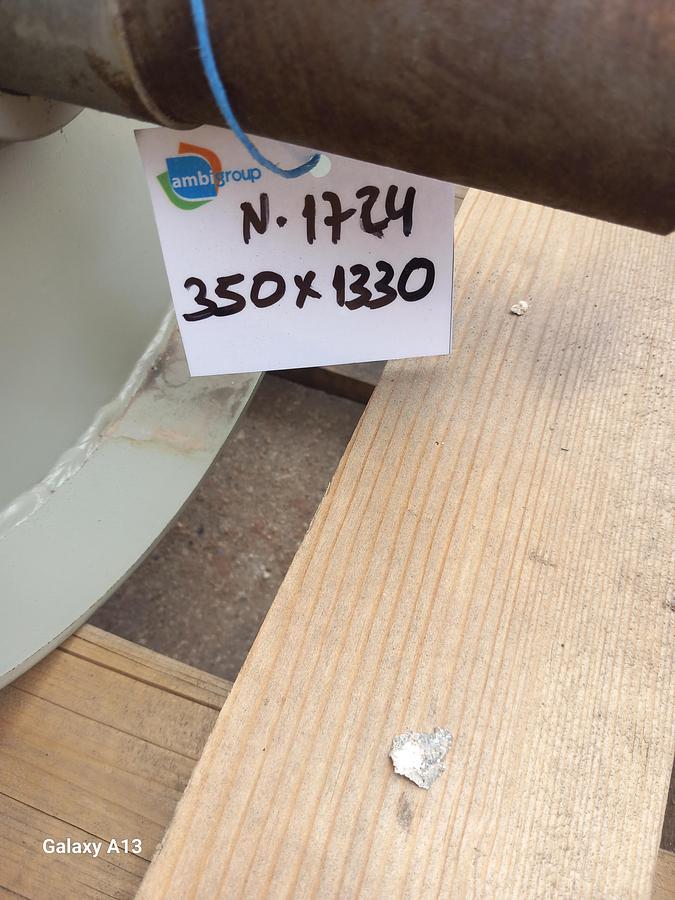 ambigroup
N. 1724
350x1330
Galaxy A13